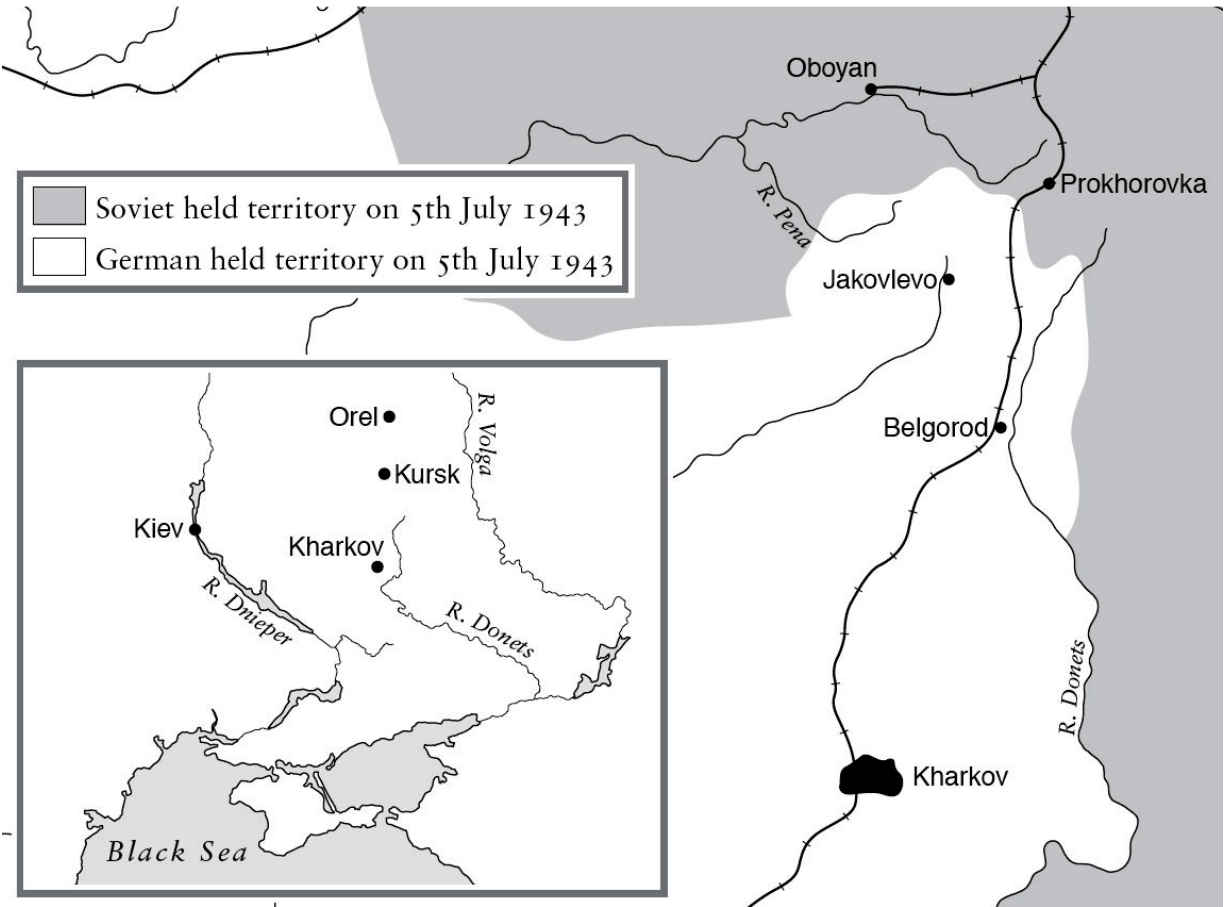 Oboyan
Prokhorovka
R. Pena
Soviet held territory on 5th July 1943
German held territory on 5th July 1943
Jakovlevo
Belgorod
Orel
R. Volga
Kursk
Kiev
Kharkov
R. Dnieper
R. Donets
R. Donets
Kharkov
Black Sea